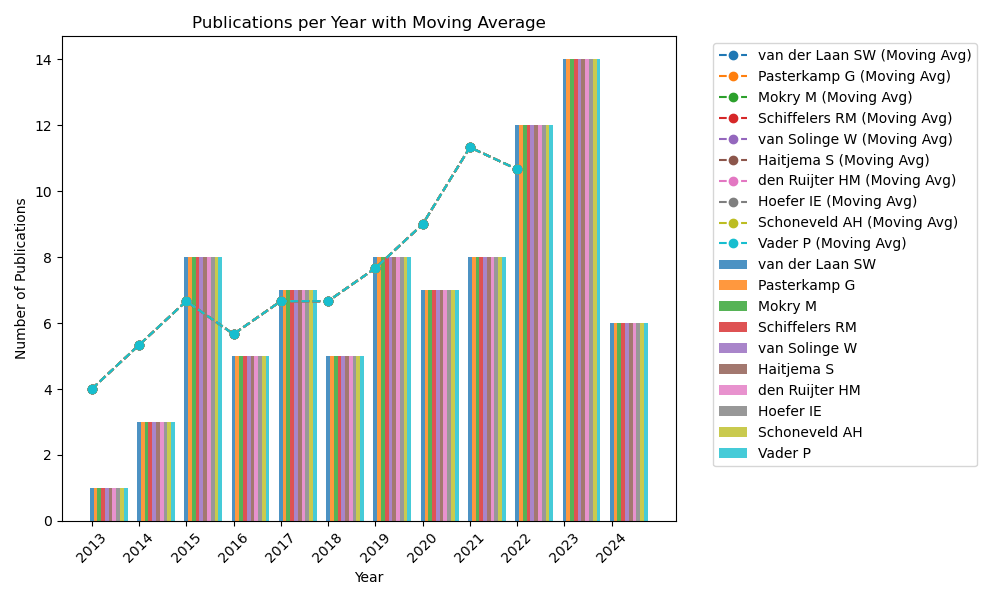 Publications per Year with Moving Average
Number of Publications
14
12
10
8
6
4
2
0
2013
2014
2015
2016
2017
2018
2019
2020
2021
2022
2023
2024
Year
van der Laan SW (Moving Avg)
Pasterkamp G (Moving Avg)
Mokry M (Moving Avg)
Schiffelers RM (Moving Avg)
van Solinge W (Moving Avg)
Haitjema S (Moving Avg)
den Ruijter HM (Moving Avg)
Hoefer IE (Moving Avg)
Schoneveld AH (Moving Avg)
Vader P (Moving Avg)
van der Laan SW
Pasterkamp G
Mokry M
Schiffelers RM
van Solinge W
Haitjema S
den Ruijter HM
Hoefer IE
Schoneveld AH
Vader P